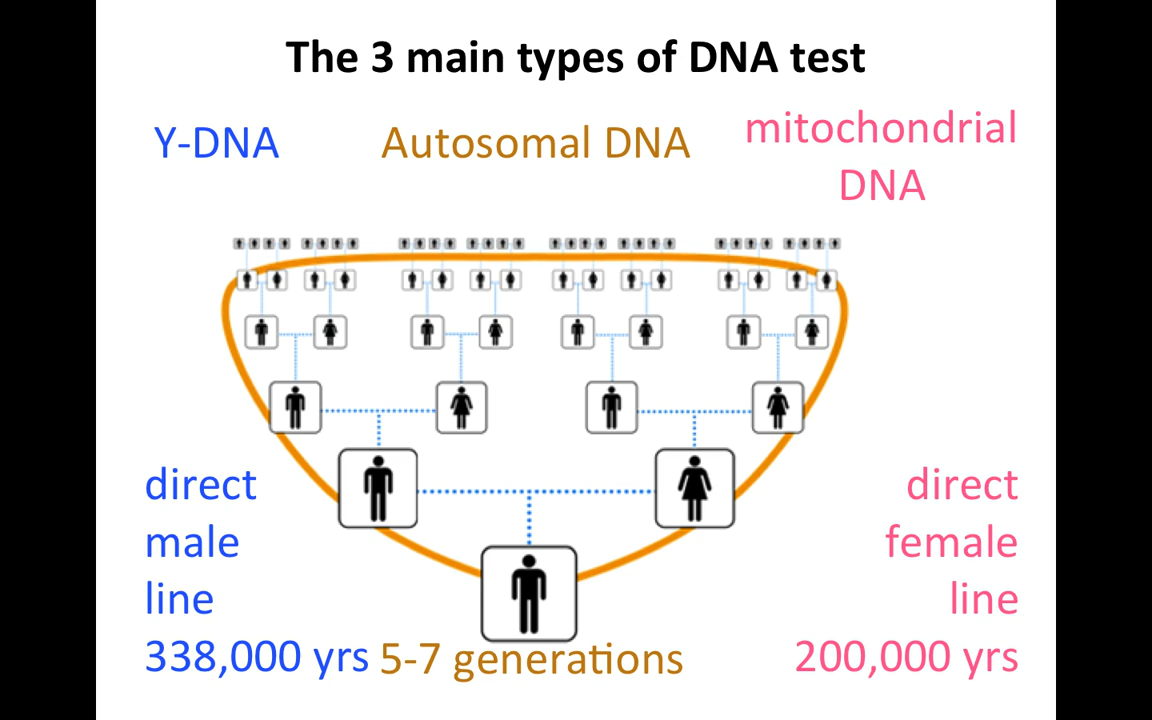 The 3 main types of DNA test
Y-DNA
Autosomal DNA
mitochondrial
DNA
direct
male
line
338,000 yrs
5-7 generations
direct
female
line
200,000 yrs